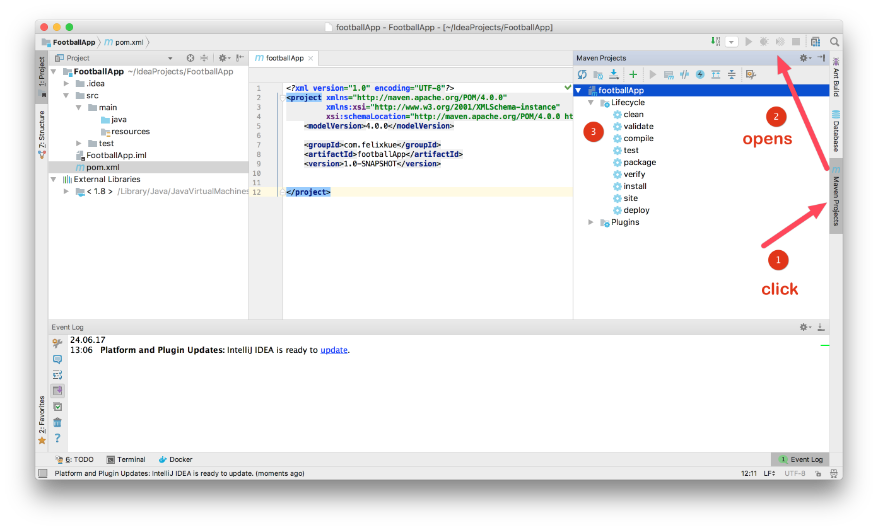 footballApp - FootballApp - [~/IdeaProjects/FootballApp]
FootballApp
pom.xml
Project
footballApp
Maven Projects
1: Project
7: Structure
2: Favorites
Ant Build
Database
Maven Projects
FootballApp ~/IdeaProjects/FootballApp
.idea
src
main
java
resources
test
FootballApp.iml
pom.xml
External Libraries
< 1.8 > /Library/Java/JavaVirtualMachines
1 <?xml version="1.0" encoding="UTF-8"?>
2 <project xmlns="http://maven.apache.org/POM/4.0.0"
3 xmlns:xsi="http://www.w3.org/2001/XMLSchema-instance"
4 xsi:schemaLocation="http://maven.apache.org/POM/4.0.0 ht
5 <modelVersion>4.0.0</modelVersion>
6
7 <groupId>com.felixkue</groupId>
8 <artifactId>footballApp</artifactId>
9 <version>1.0-SNAPSHOT</version>
10
11
12 </project>
footballApp
Lifecycle
clean
validate
compile
test
package
verify
install
site
deploy
Plugins
3
2
opens
1
click
Event Log
24.06.17
13:06 Platform and Plugin Updates: IntelliJ IDEA is ready to update.
6: TODO
Terminal
Docker
1 Event Log
Platform and Plugin Updates: IntelliJ IDEA is ready to update. (moments ago)
12:11 LF UTF-8